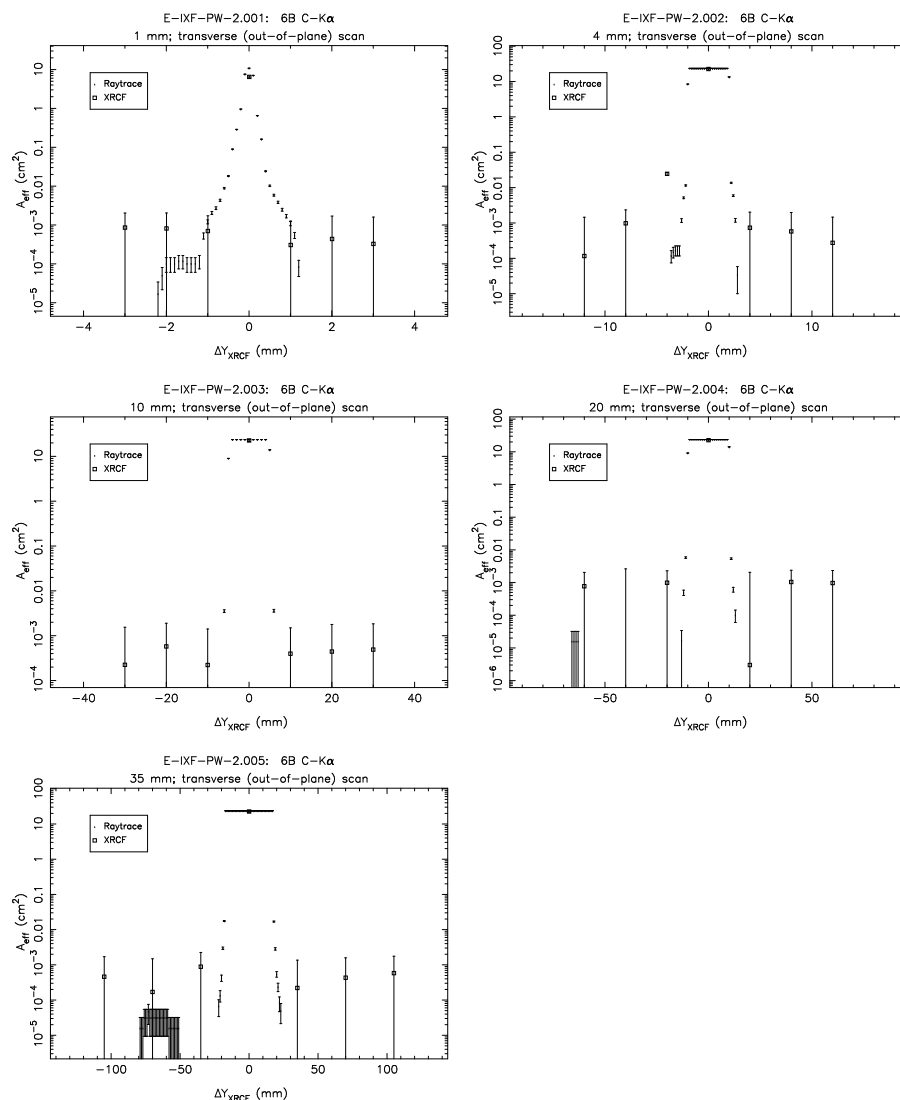 E-IXF-PW-2.001: 6B C-Kα
1 mm; transverse (out-of-plane) scan
Raytrace
XRCF
A_eff (cm²)
10
1
0.1
0.01
10⁻³
10⁻⁴
10⁻⁵
−4 −2 0 2 4
ΔY_XRCF (mm)
E-IXF-PW-2.002: 6B C-Kα
4 mm; transverse (out-of-plane) scan
Raytrace
XRCF
A_eff (cm²)
100
10
1
0.1
0.01
10⁻³
10⁻⁴
10⁻⁵
−10 0 10
ΔY_XRCF (mm)
E-IXF-PW-2.003: 6B C-Kα
10 mm; transverse (out-of-plane) scan
Raytrace
XRCF
A_eff (cm²)
10
1
0.1
0.01
10⁻³
10⁻⁴
−40 −20 0 20 40
ΔY_XRCF (mm)
E-IXF-PW-2.004: 6B C-Kα
20 mm; transverse (out-of-plane) scan
Raytrace
XRCF
A_eff (cm²)
100
10
1
0.1
0.01
10⁻³
10⁻⁴
10⁻⁵
10⁻⁶
−50 0 50
ΔY_XRCF (mm)
E-IXF-PW-2.005: 6B C-Kα
35 mm; transverse (out-of-plane) scan
Raytrace
XRCF
A_eff (cm²)
100
10
1
0.1
0.01
10⁻³
10⁻⁴
10⁻⁵
−100 −50 0 50 100
ΔY_XRCF (mm)